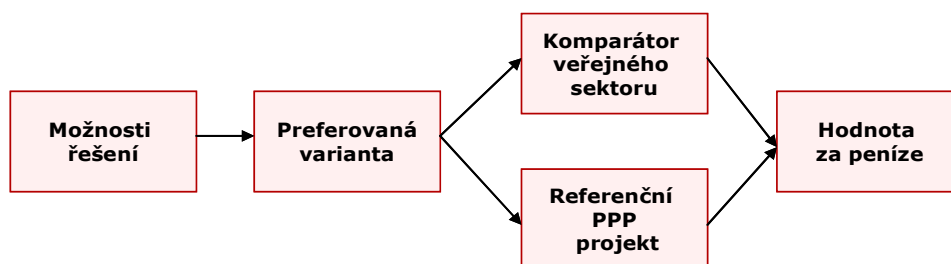 Možnosti
řešení
Preferovaná
varianta
Komparátor
veřejného
sektoru
Referenční
PPP
projekt
Hodnota
za peníze